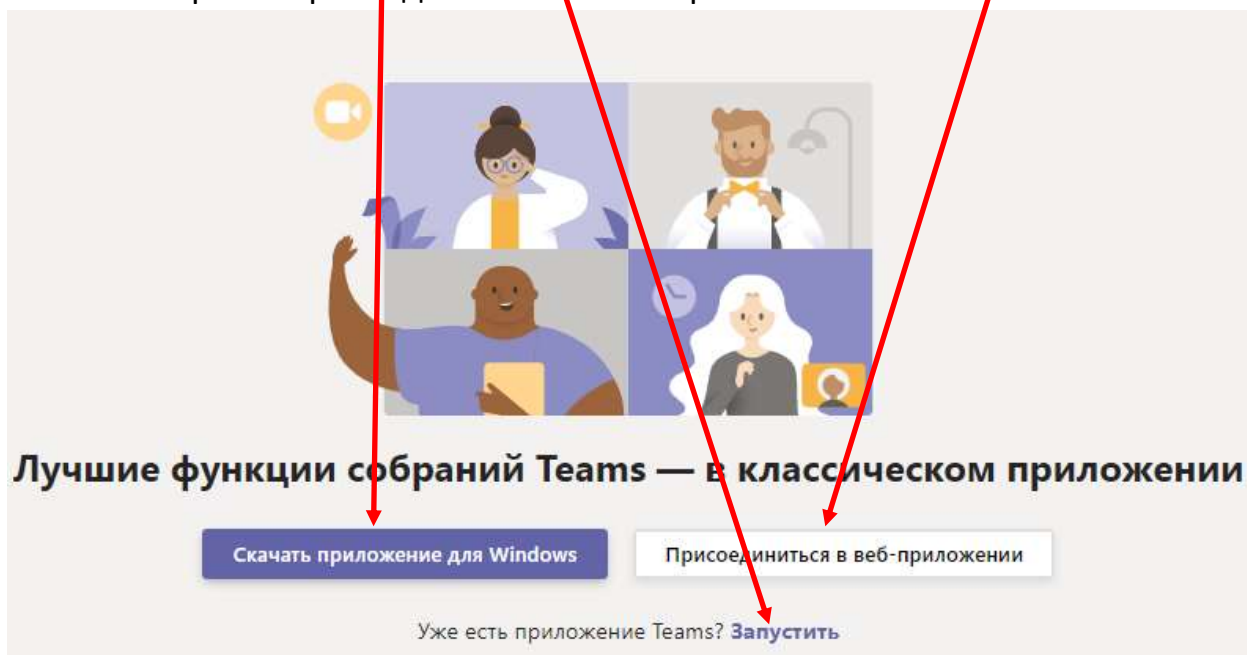 Лучшие функции собраний Teams — в классическом приложении
Скачать приложение для Windows
Присоединиться в веб-приложении
Уже есть приложение Teams? Запустить